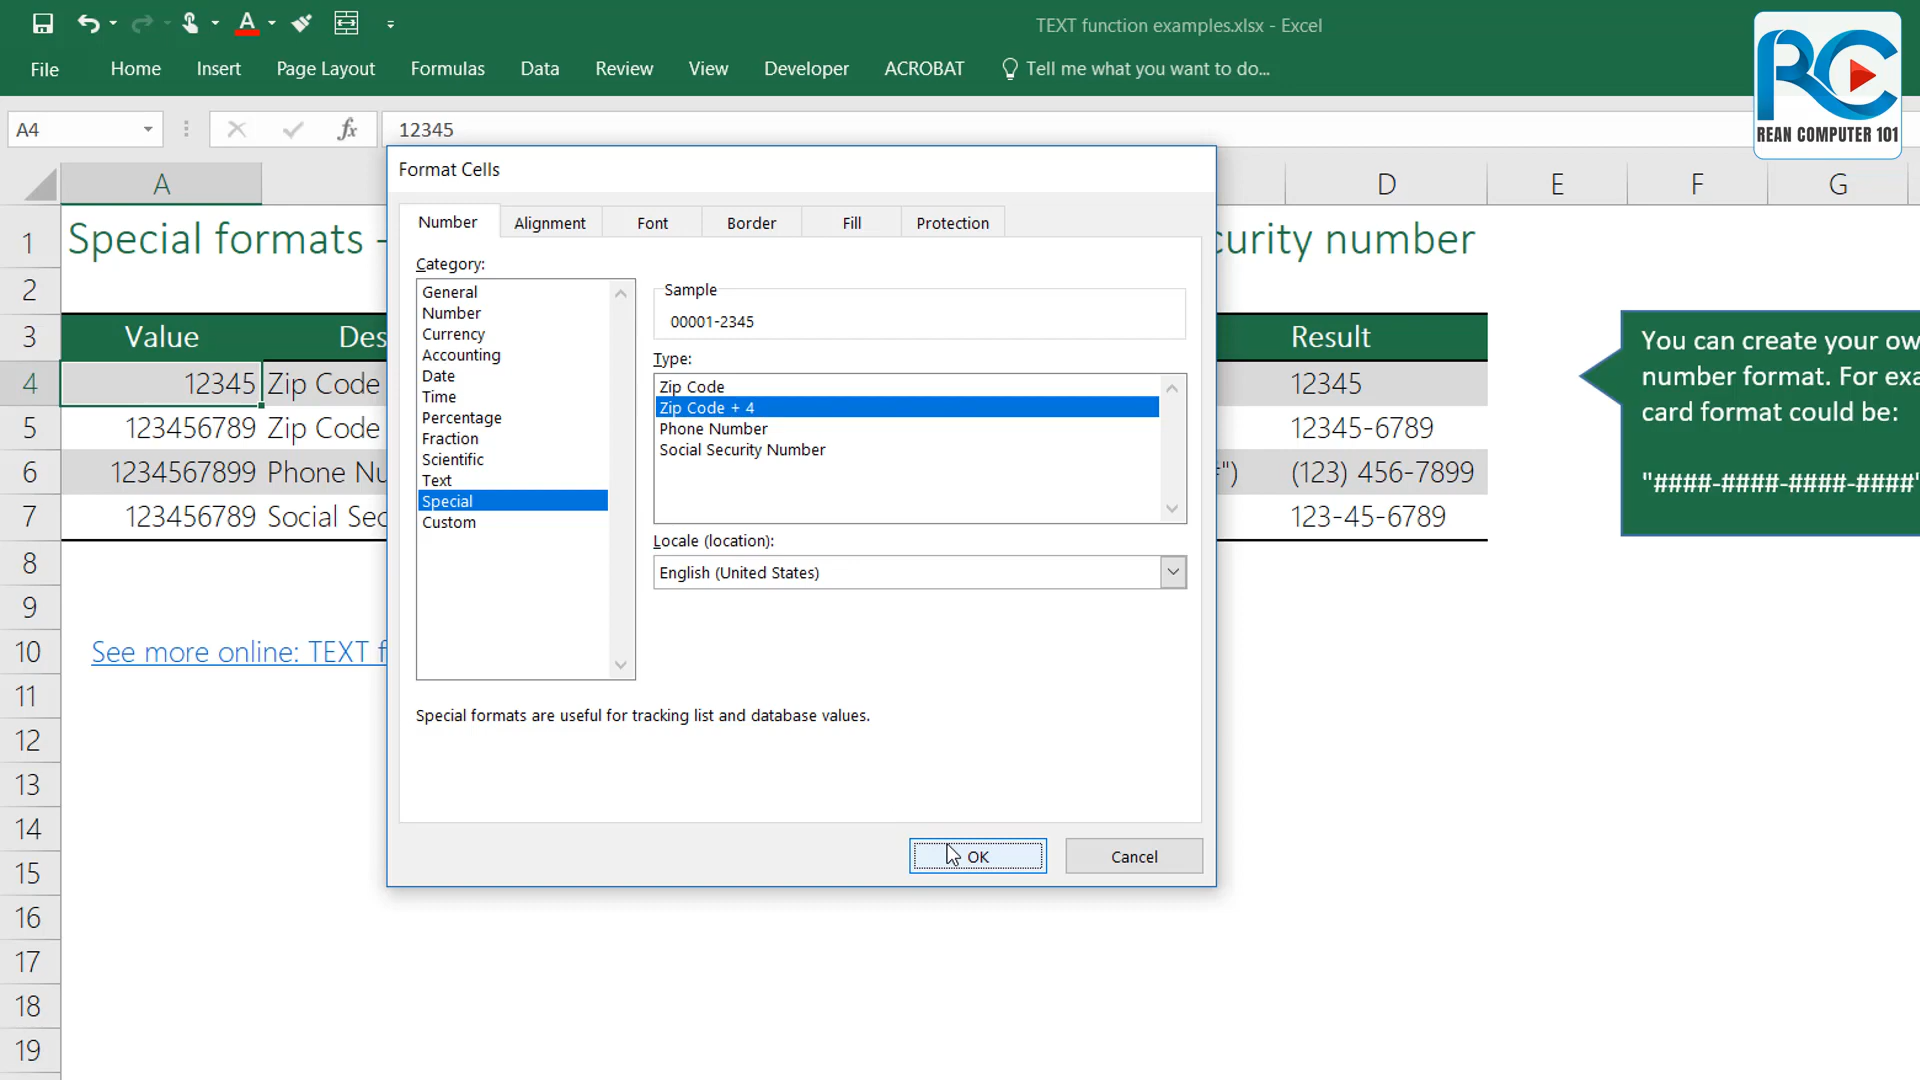 TEXT function examples.xlsx - Excel
File Home Insert Page Layout Formulas Data Review View Developer ACROBAT Tell me what you want to do...
REAN COMPUTER 101
A4 fx 12345
A D E F G
Format Cells
Number Alignment Font Border Fill Protection
Category:
General
Number
Currency
Accounting
Date
Time
Percentage
Fraction
Scientific
Text
Special
Custom
Sample
00001-2345
Type:
Zip Code
Zip Code + 4
Phone Number
Social Security Number
Locale (location):
English (United States)
Special formats are useful for tracking list and database values.
OK Cancel
1 Special formats - curity number
2
3 Value Des Result
4 12345 Zip Code 12345
5 123456789 Zip Code 12345-6789
6 1234567899 Phone Nu #") (123) 456-7899
7 123456789 Social Sec 123-45-6789
8
9
10 See more online: TEXT f
11
12
13
14
15
16
17
18
19
You can create your ow
number format. For exa
card format could be:
"####-####-####-####"